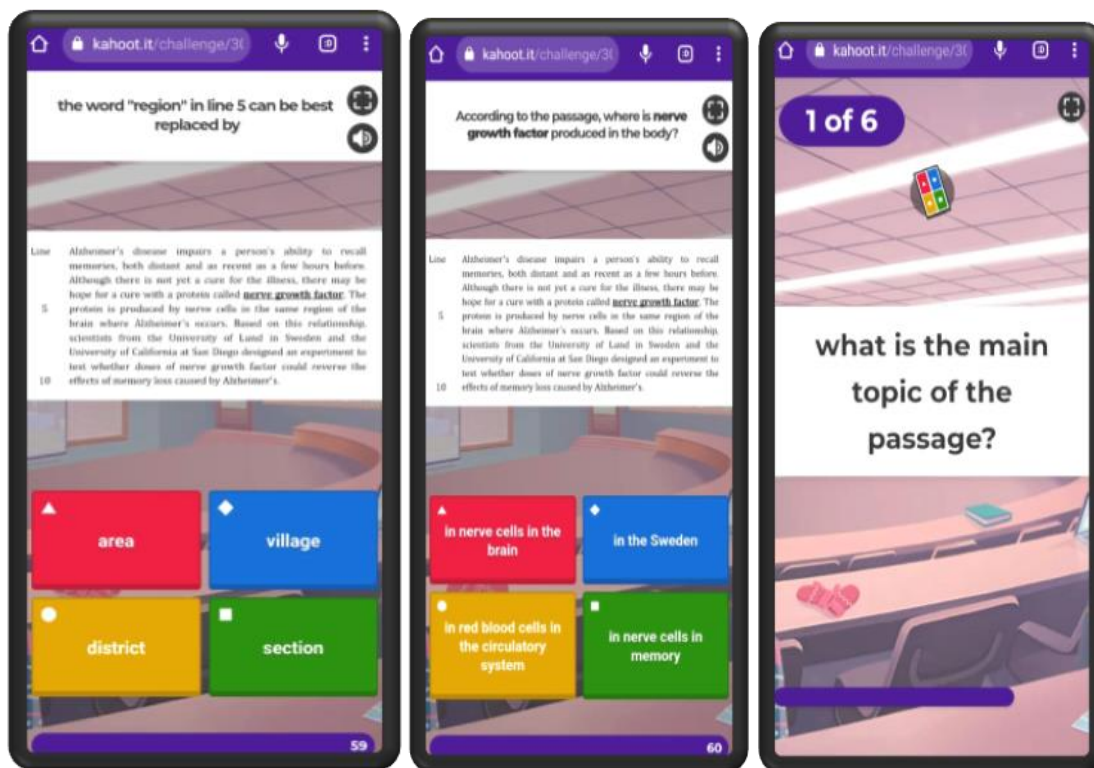 kahoot.it/challenge/30
the word "region" in line 5 can be best
replaced by
Line Alzheimer's disease impairs a person's ability to recall
memories, both distant and as recent as a few hours before.
Although there is not yet a cure for the illness, there may be
hope for a cure with a protein called nerve growth factor. The
5 protein is produced by nerve cells in the same region of the
brain where Alzheimer's occurs. Based on this relationship,
scientists from the University of Lund in Sweden and the
University of California at San Diego designed an experiment to
test whether doses of nerve growth factor could reverse the
10 effects of memory loss caused by Alzheimer's.
area
village
district
section
59
kahoot.it/challenge/30
According to the passage, where is nerve
growth factor produced in the body?
Line Alzheimer's disease impairs a person's ability to recall
memories, both distant and as recent as a few hours before.
Although there is not yet a cure for the illness, there may be
hope for a cure with a protein called nerve growth factor. The
5 protein is produced by nerve cells in the same region of the
brain where Alzheimer's occurs. Based on this relationship,
scientists from the University of Lund in Sweden and the
University of California at San Diego designed an experiment to
test whether doses of nerve growth factor could reverse the
10 effects of memory loss caused by Alzheimer's.
in nerve cells in the
brain
in the Sweden
in red blood cells in
the circulatory
system
in nerve cells in
memory
60
kahoot.it/challenge/30
1 of 6
what is the main
topic of the
passage?